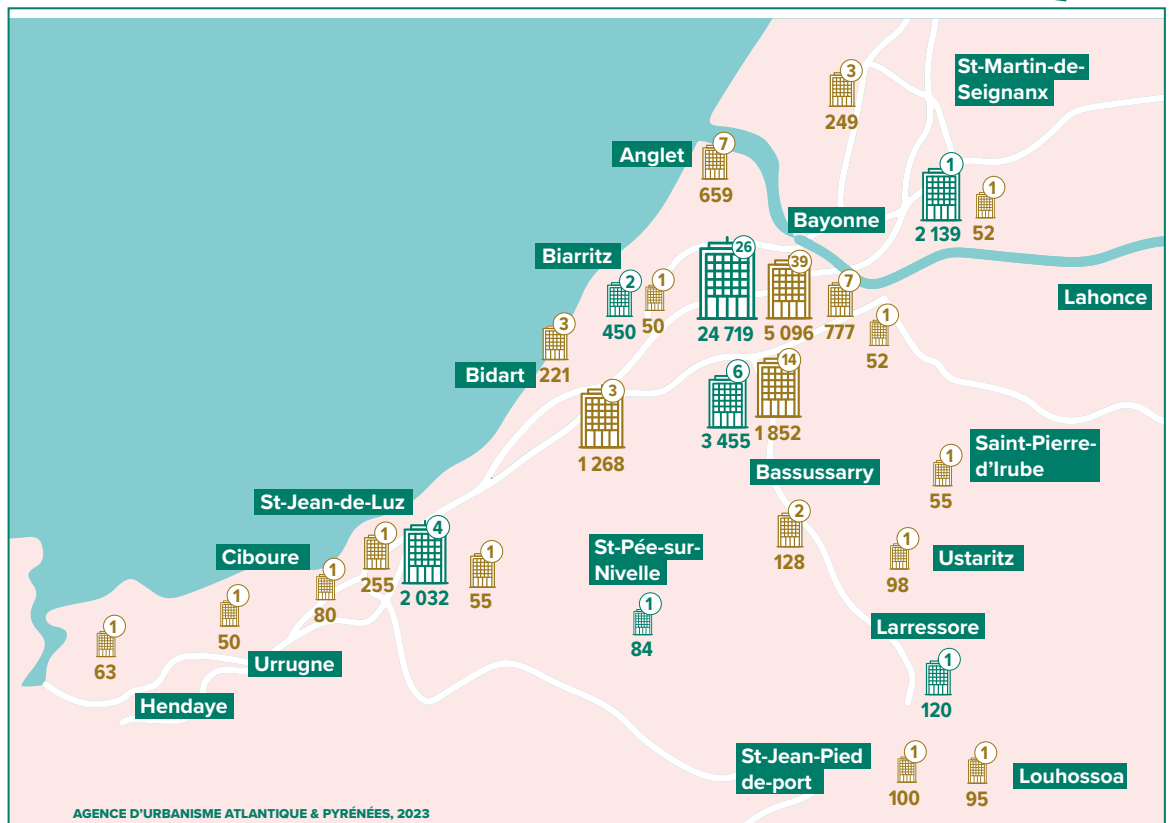 St-Martin-de-
Seignanx
3
249
Anglet
7
659
1
2 139
1
52
Bayonne
Biarritz
26
24 719
39
5 096
7
777
1
52
Lahonce
2
450
1
50
3
221
Bidart
3
1 268
6
3 455
14
1 852
Saint-Pierre-
d'Irube
1
55
Bassussarry
2
128
St-Jean-de-Luz
4
2 032
1
255
1
55
Ciboure
1
80
1
50
1
63
St-Pée-sur-
Nivelle
1
84
1
98
Ustaritz
Larressore
1
120
Urrugne
Hendaye
St-Jean-Pied
de-port
1
100
1
95
Louhossoa
AGENCE D'URBANISME ATLANTIQUE & PYRÉNÉES, 2023